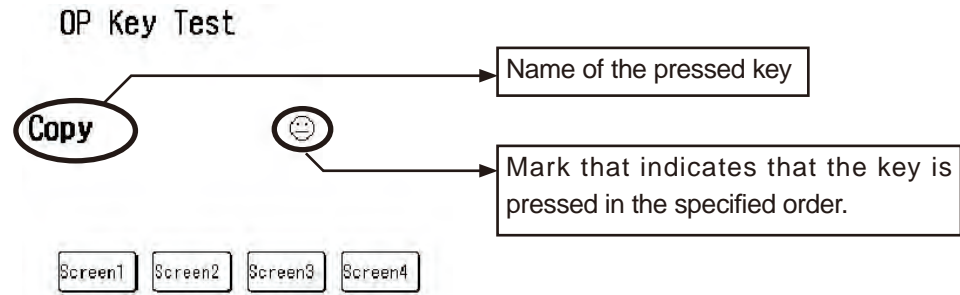 OP Key Test
Name of the pressed key
Copy
Mark that indicates that the key is
pressed in the specified order.
Screen1 Screen2 Screen3 Screen4